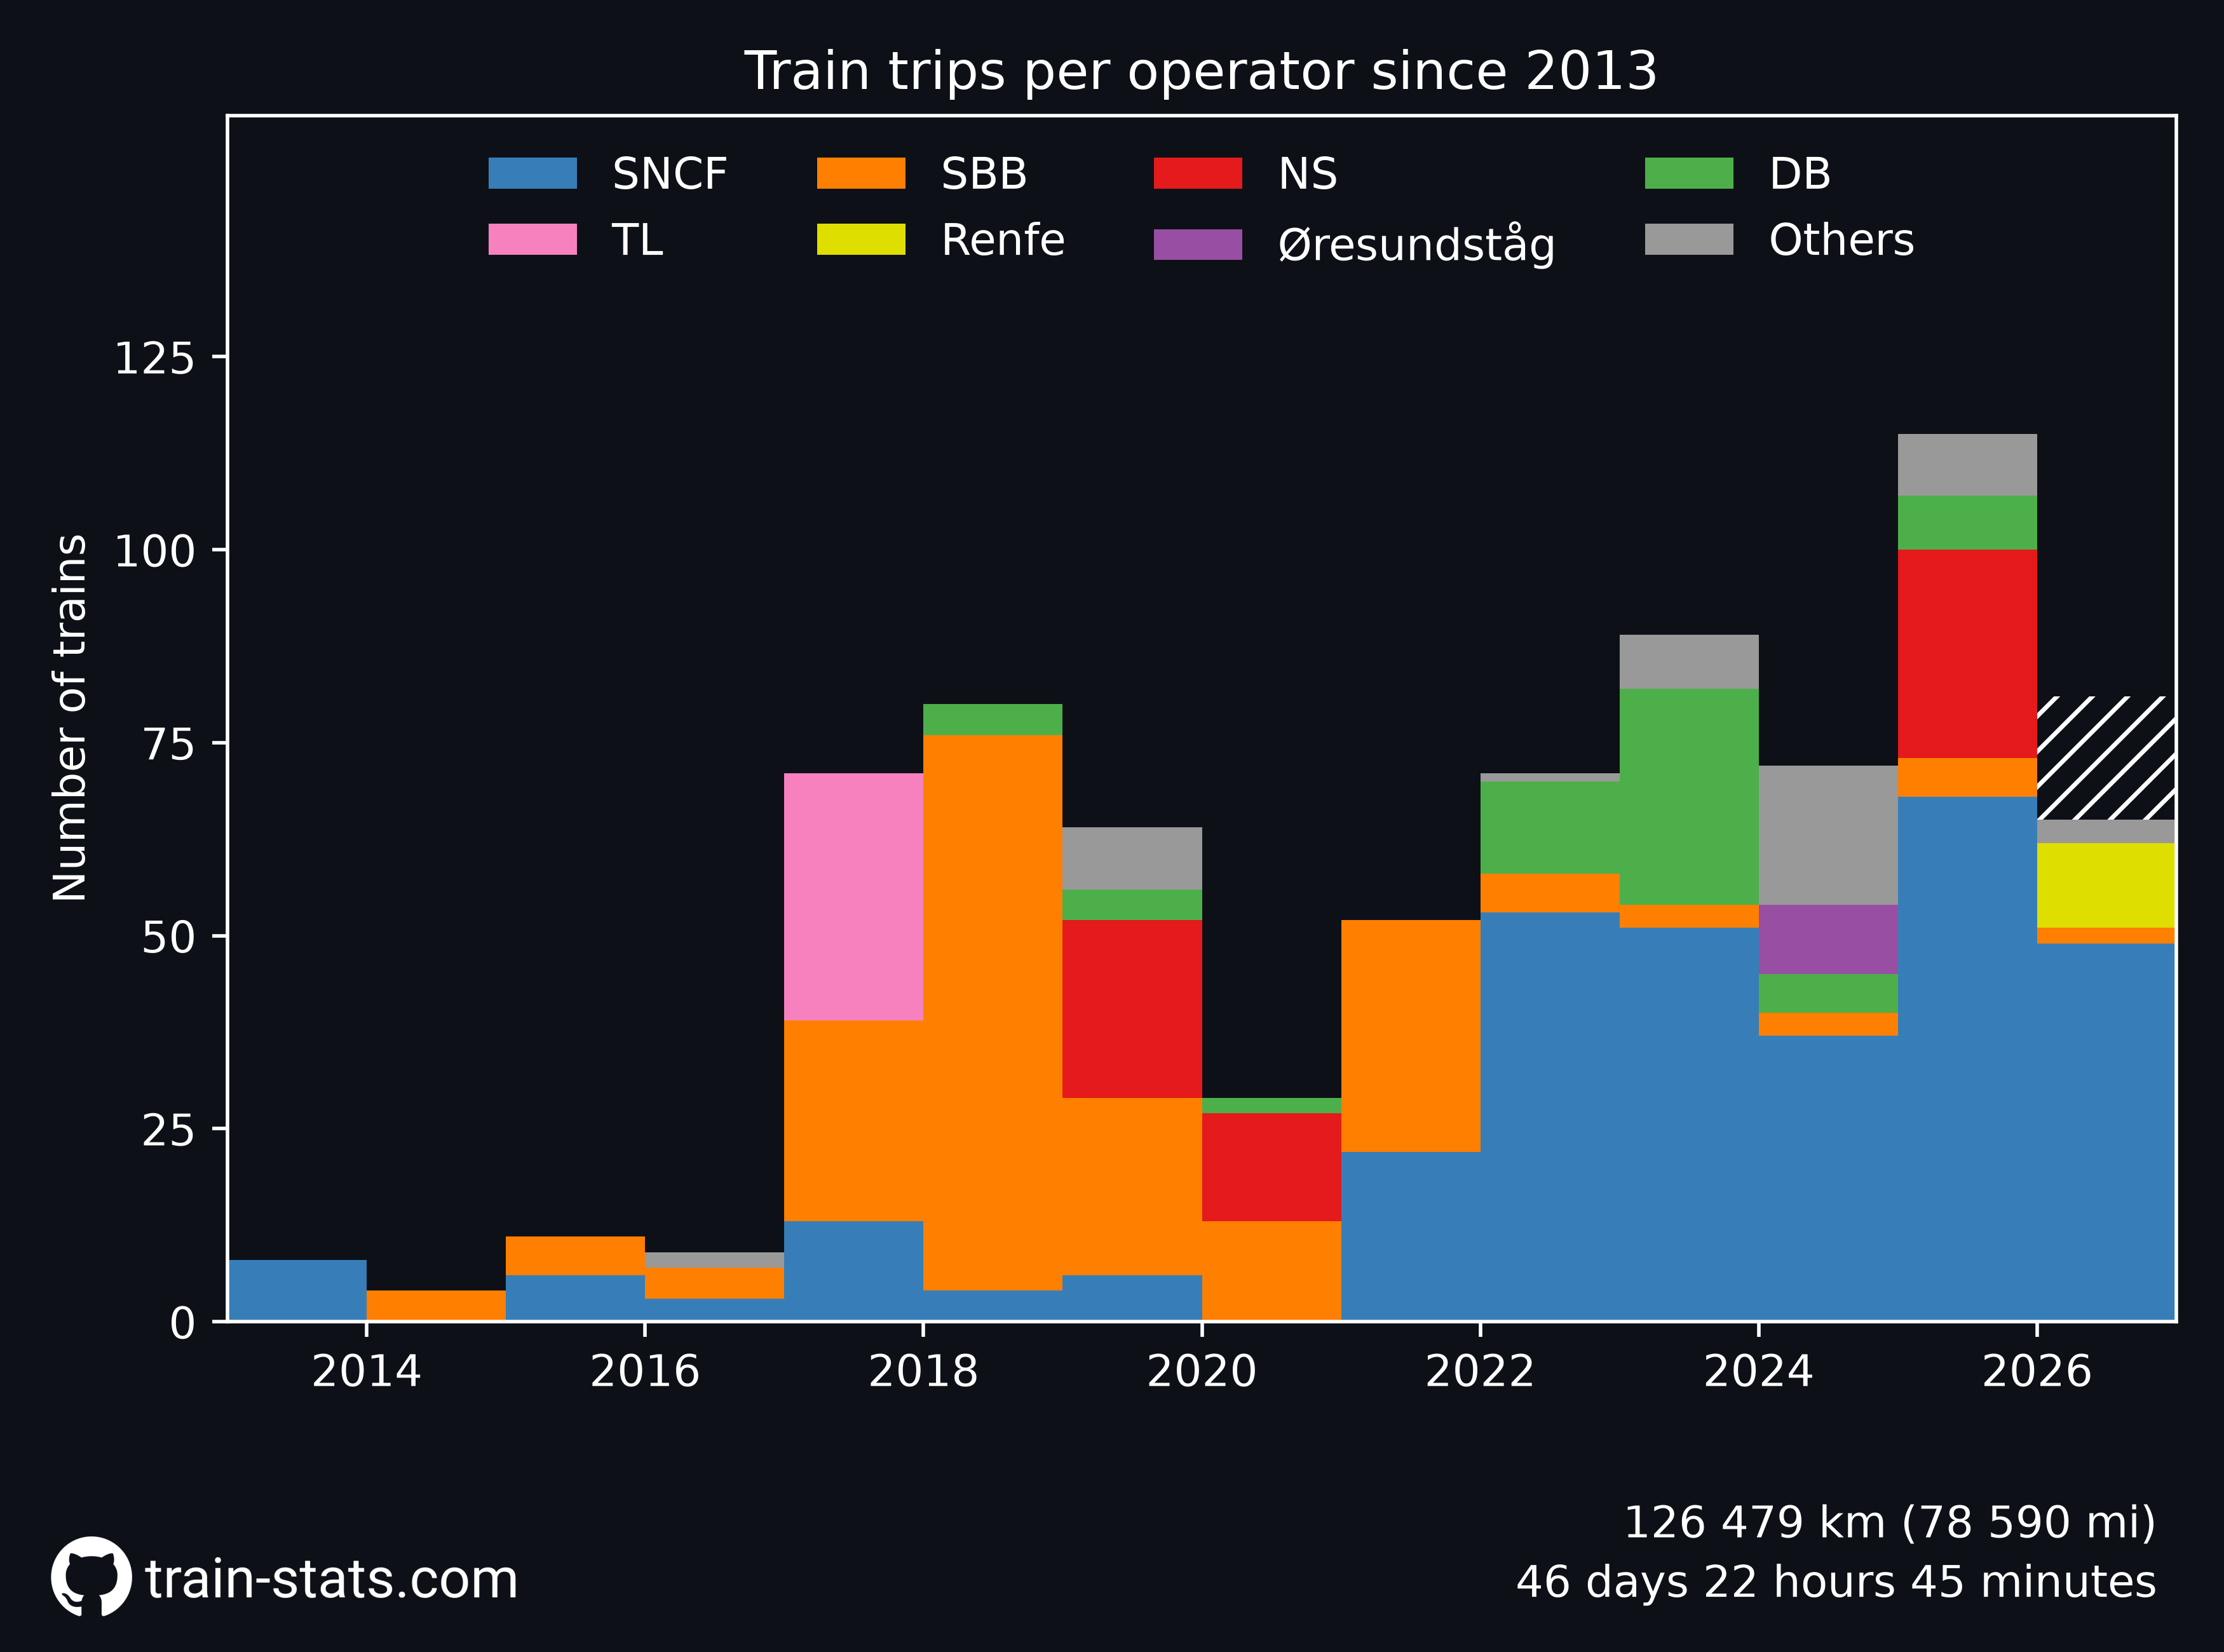 Train trips per operator since 2013
SNCF SBB NS DB
TL Renfe Øresundståg Others
Number of trains
125
100
75
50
25
0
2014 2016 2018 2020 2022 2024 2026
126 479 km (78 590 mi)
46 days 22 hours 45 minutes
train-stats.com